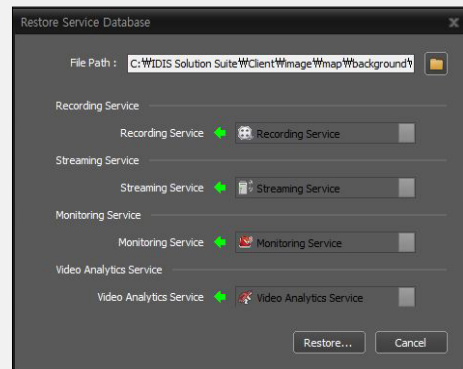 Restore Service Database
File Path : C:₩IDIS Solution Suite₩Client₩image₩map₩background₩
Recording Service
Recording Service Recording Service
Streaming Service
Streaming Service Streaming Service
Monitoring Service
Monitoring Service Monitoring Service
Video Analytics Service
Video Analytics Service Video Analytics Service
Restore... Cancel